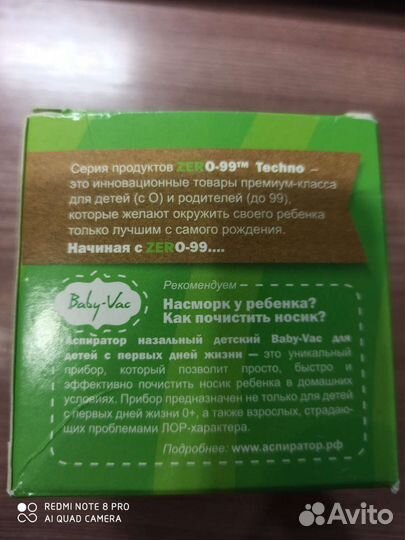 Серия продуктов ZERO-99™ Techno –
это инновационные товары премиум-класса
для детей (с О) и родителей (до 99),
которые желают окружить своего ребенка
только лучшим с самого рождения.
Начиная с ZERO-99....
Рекомендуем
Baby-Vac
Насморк у ребенка?
Как почистить носик?
Аспиратор назальный детский Baby-Vac для
детей с первых дней жизни — это уникальный
прибор, который позволит просто, быстро и
эффективно почистить носик ребенка в домашних
условиях. Прибор предназначен не только для детей
с первых дней жизни 0+, а также взрослых, страдаю-
щих проблемами ЛОР-характера.
Подробнее: www.аспиратор.рф
REDMI NOTE 8 PRO
AI QUAD CAMERA
Avito